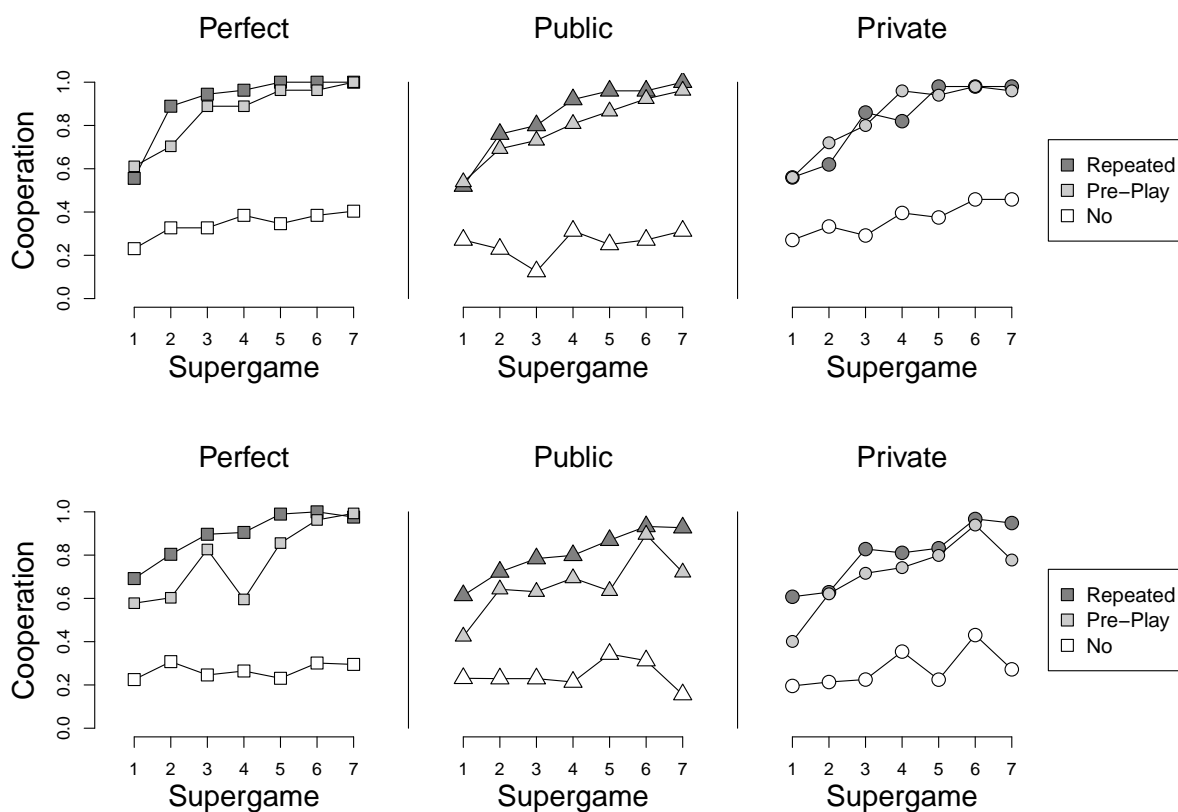 Perfect Public Private
Cooperation
0.0 0.2 0.4 0.6 0.8 1.0
1 2 3 4 5 6 7
Supergame
1 2 3 4 5 6 7
Supergame
1 2 3 4 5 6 7
Supergame
Repeated
Pre−Play
No
Perfect Public Private
Cooperation
0.0 0.2 0.4 0.6 0.8 1.0
1 2 3 4 5 6 7
Supergame
1 2 3 4 5 6 7
Supergame
1 2 3 4 5 6 7
Supergame
Repeated
Pre−Play
No